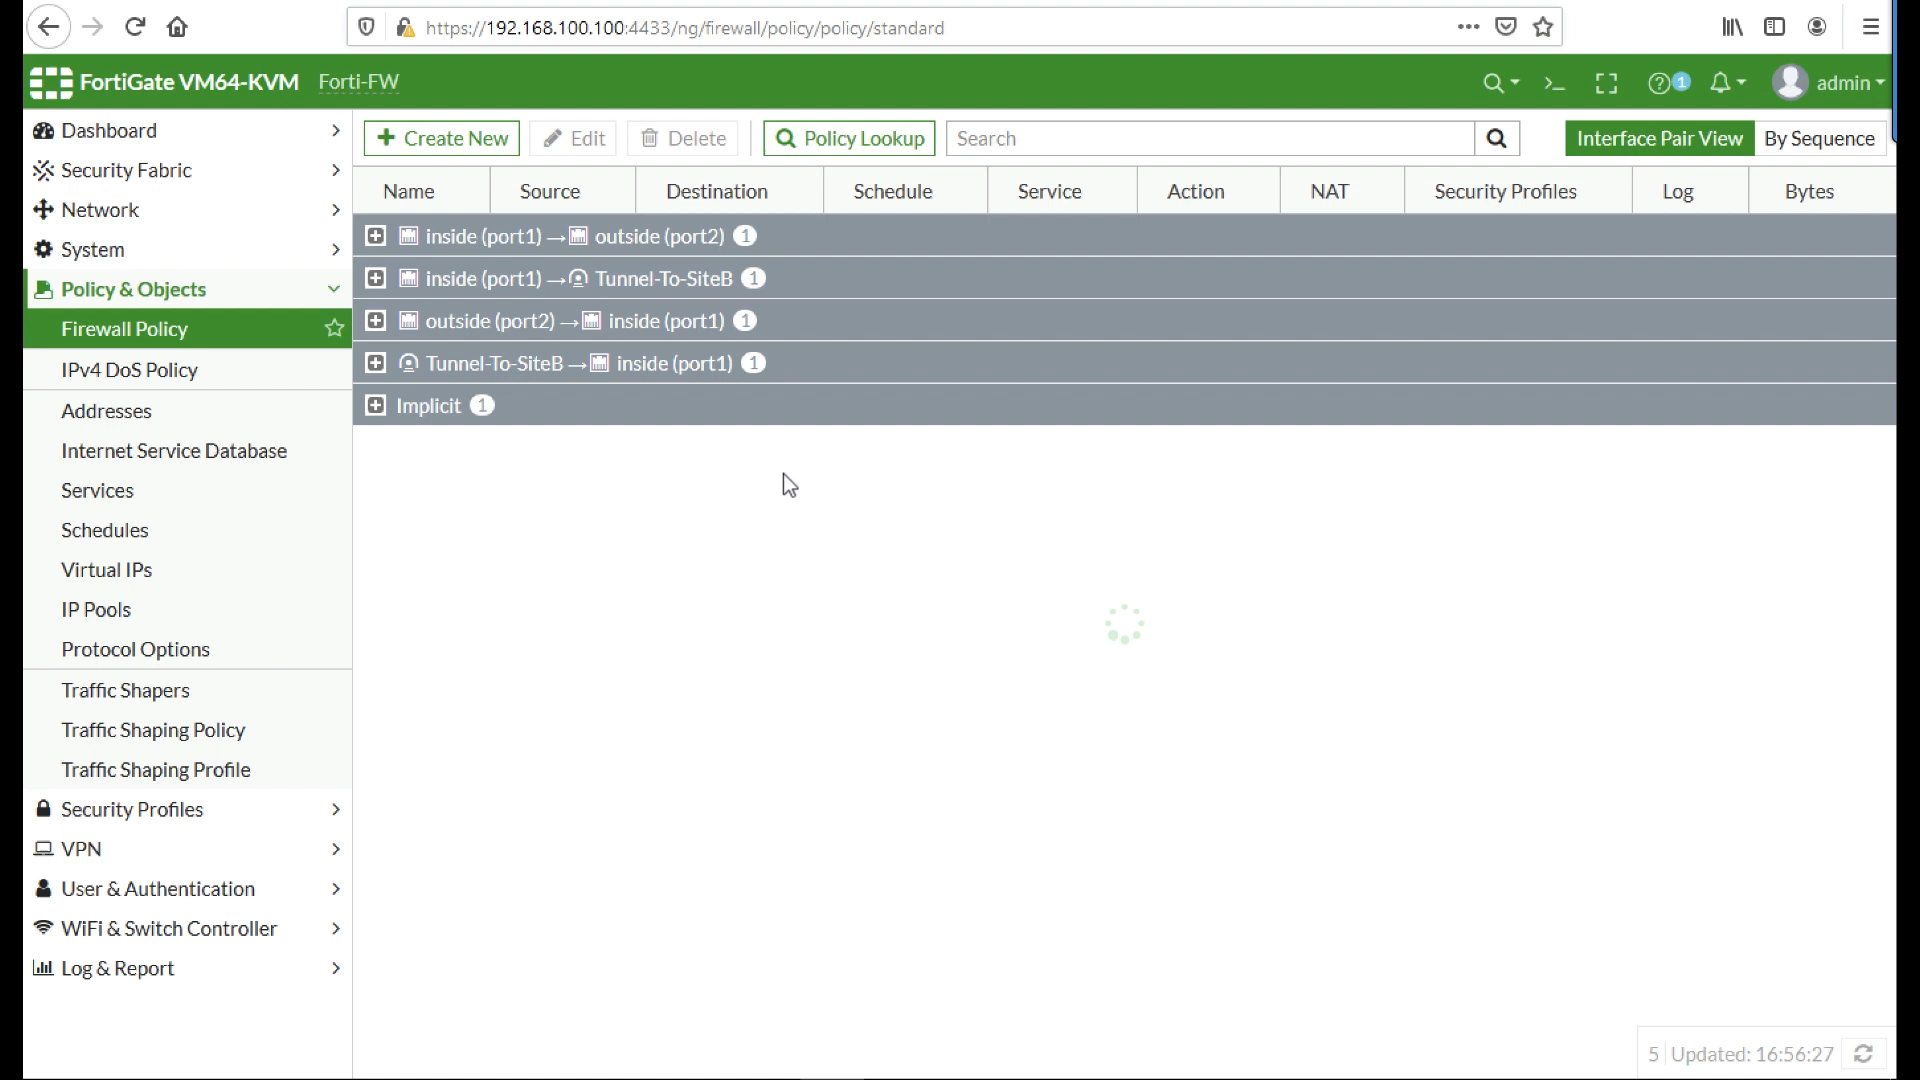 https://192.168.100.100:4433/ng/firewall/policy/policy/standard
FortiGate VM64-KVM Forti-FW 1 admin
Dashboard
Security Fabric
Network
System
Policy & Objects
Firewall Policy
IPv4 DoS Policy
Addresses
Internet Service Database
Services
Schedules
Virtual IPs
IP Pools
Protocol Options
Traffic Shapers
Traffic Shaping Policy
Traffic Shaping Profile
Security Profiles
VPN
User & Authentication
WiFi & Switch Controller
Log & Report
+ Create New Edit Delete Policy Lookup Search Interface Pair View By Sequence
Name Source Destination Schedule Service Action NAT Security Profiles Log Bytes
inside (port1) → outside (port2) 1
inside (port1) → Tunnel-To-SiteB 1
outside (port2) → inside (port1) 1
Tunnel-To-SiteB → inside (port1) 1
Implicit 1
5 Updated: 16:56:27